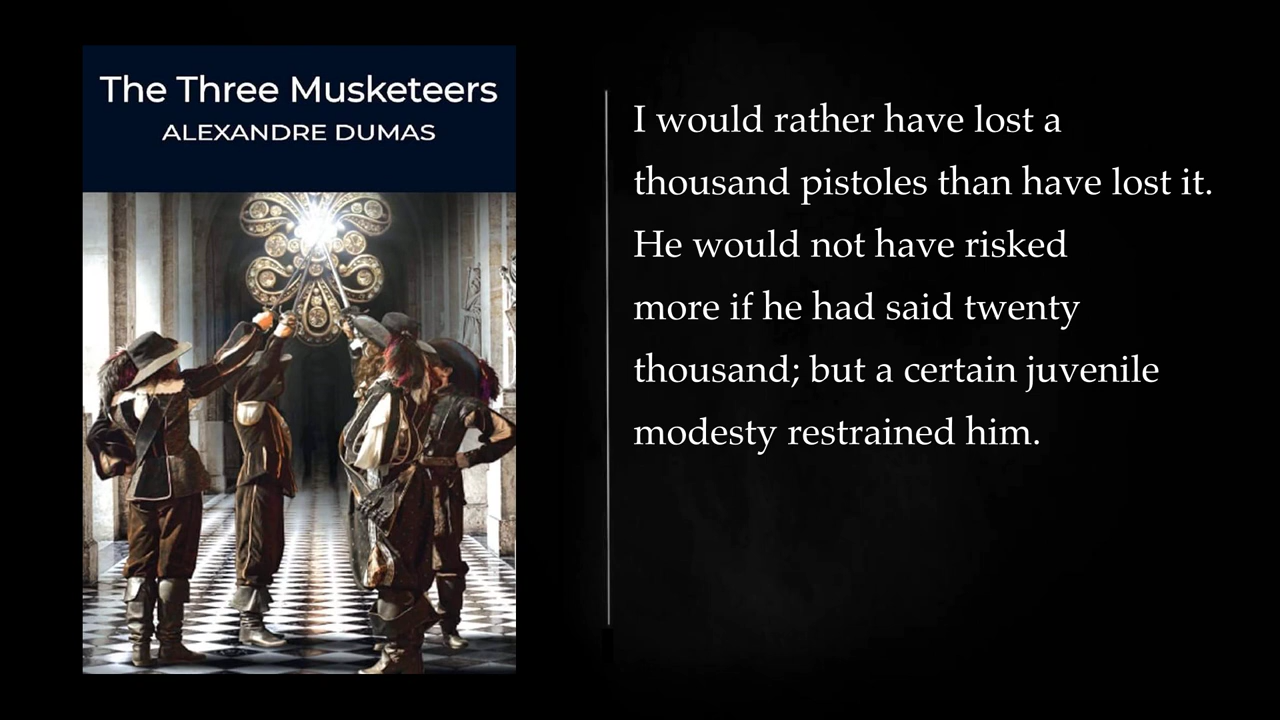 The Three Musketeers
ALEXANDRE DUMAS
I would rather have lost a
thousand pistoles than have lost it.
He would not have risked
more if he had said twenty
thousand; but a certain juvenile
modesty restrained him.